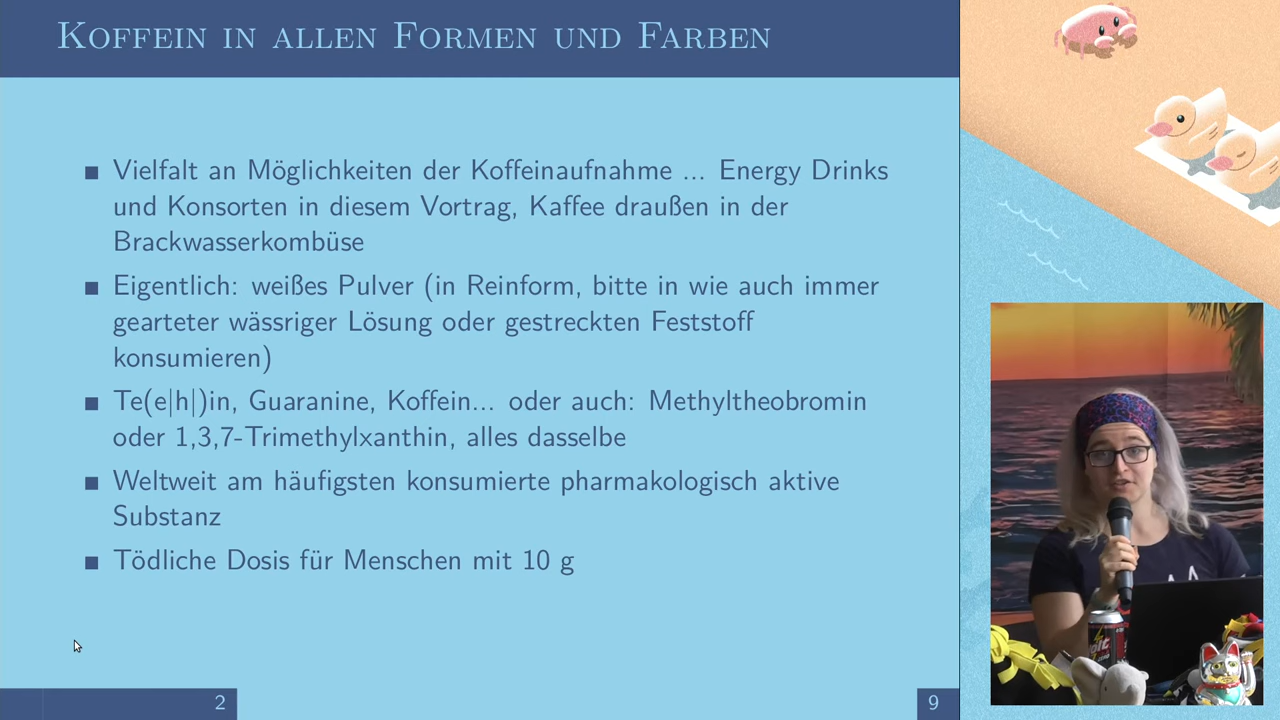 Koffein in allen Formen und Farben
▪ Vielfalt an Möglichkeiten der Koffeinaufnahme ... Energy Drinks
und Konsorten in diesem Vortrag, Kaffee draußen in der
Brackwasserkombüse
▪ Eigentlich: weißes Pulver (in Reinform, bitte in wie auch immer
gearteter wässriger Lösung oder gestreckten Feststoff
konsumieren)
▪ Te(e|h|)in, Guaranine, Koffein... oder auch: Methyltheobromin
oder 1,3,7-Trimethylxanthin, alles dasselbe
▪ Weltweit am häufigsten konsumierte pharmakologisch aktive
Substanz
▪ Tödliche Dosis für Menschen mit 10 g
2
9